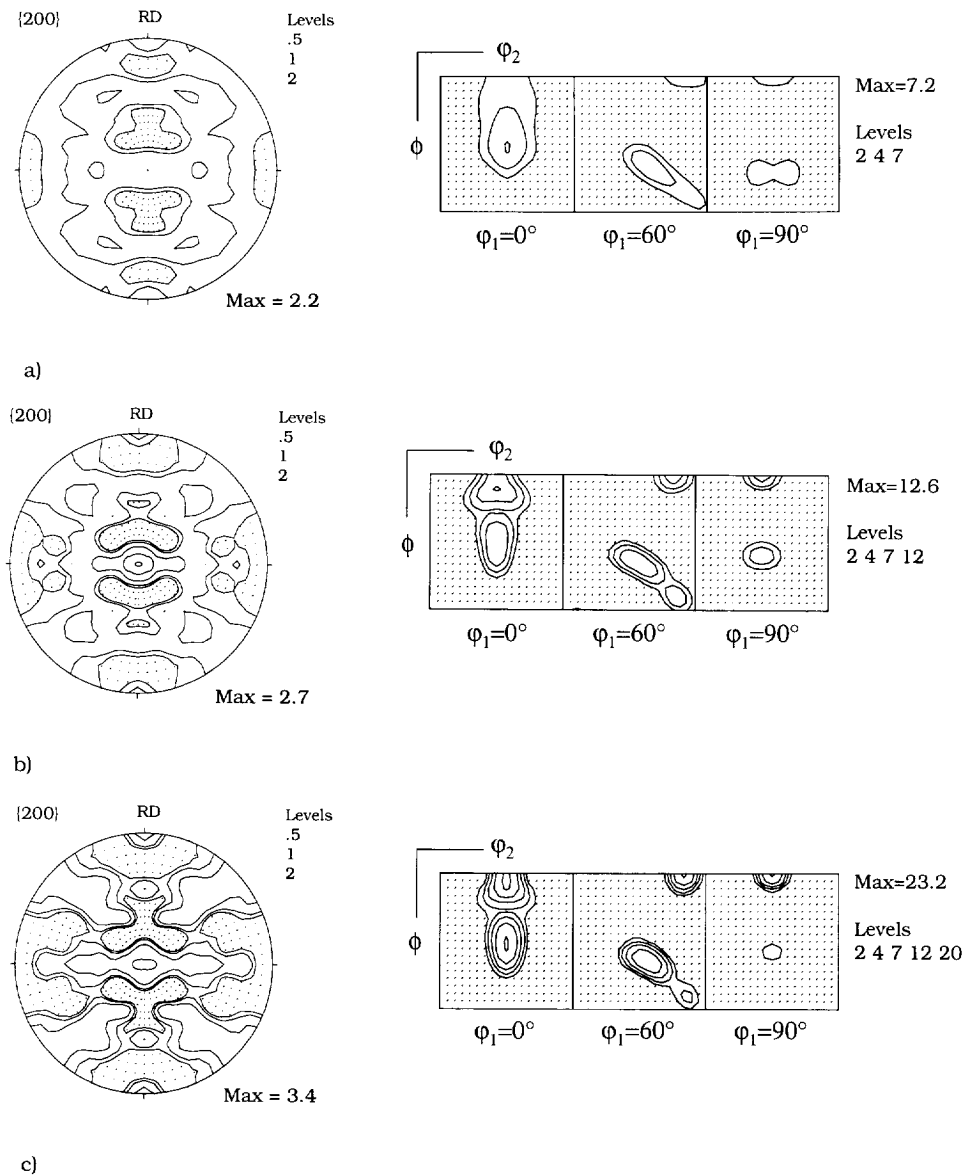 {200}
RD
Levels
.5
1
2
Max = 2.2
φ2
ϕ
Max=7.2
Levels
2 4 7
φ1=0°
φ1=60°
φ1=90°
a)
{200}
RD
Levels
.5
1
2
Max = 2.7
φ2
ϕ
Max=12.6
Levels
2 4 7 12
φ1=0°
φ1=60°
φ1=90°
b)
{200}
RD
Levels
.5
1
2
Max = 3.4
φ2
ϕ
Max=23.2
Levels
2 4 7 12 20
φ1=0°
φ1=60°
φ1=90°
c)